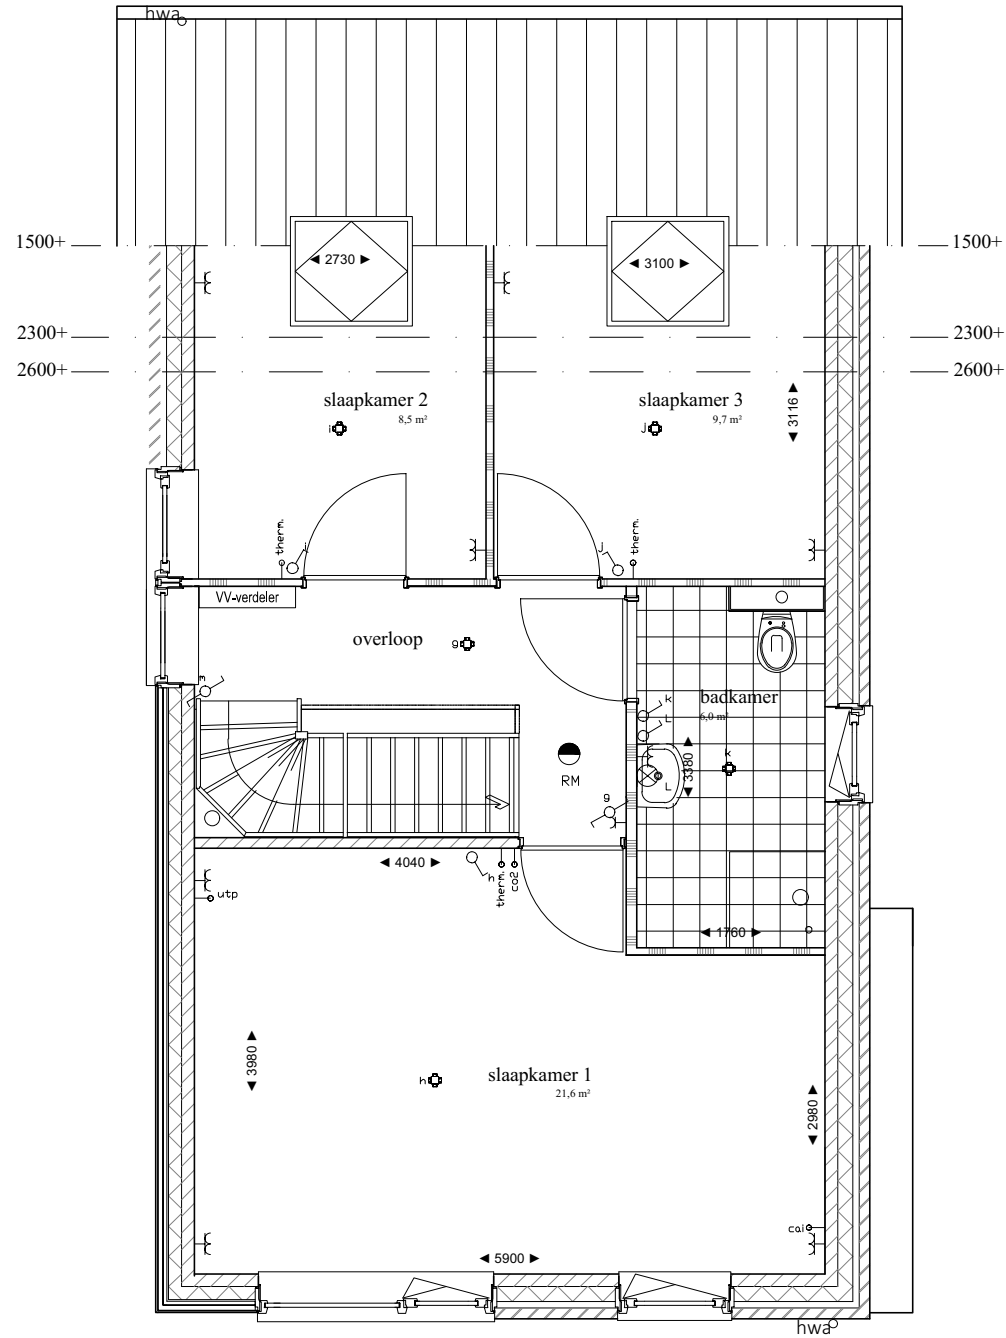 hwa
1500+
1500+
2730
3100
2300+
2300+
2600+
2600+
slaapkamer 2
8,5 m²
slaapkamer 3
9,7 m²
3116
i
J
therm.
i
J
therm.
VV-verdeler
overloop
g
m
badkamer
6,0 m²
k
L
k
3380
L
RM
g
4040
h
therm.
co2
utp
1760
3980
h
slaapkamer 1
21,6 m²
2980
cai
5900
hwa